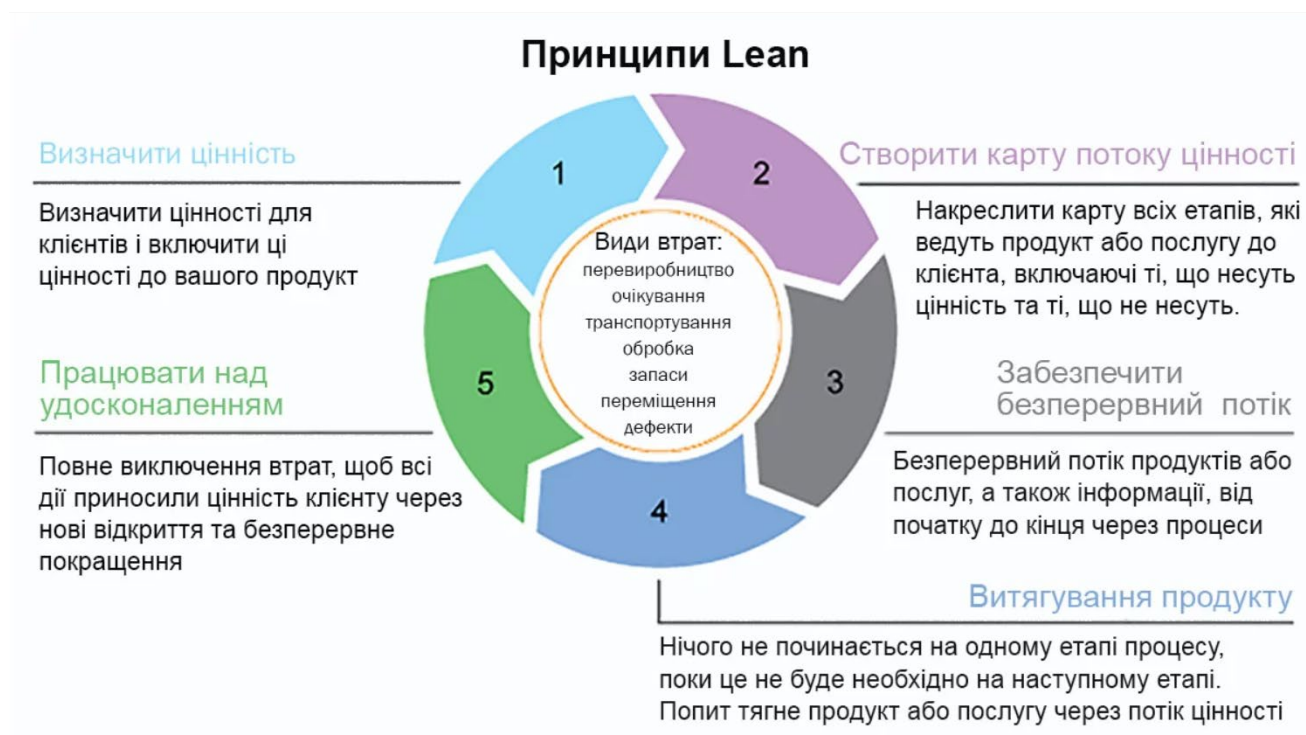 Принципи Lean
Визначити цінність
Визначити цінності для
клієнтів і включити ці
цінності до вашого продукт
1
2
Створити карту потоку цінності
Накреслити карту всіх етапів, які
ведуть продукт або послугу до
клієнта, включаючі ті, що несуть
цінність та ті, що не несуть.
Види втрат:
перевиробництво
очікування
транспортування
обробка
запаси
переміщення
дефекти
3
Забезпечити
безперервний потік
Безперервний потік продуктів або
послуг, а також інформації, від
початку до кінця через процеси
4
Витягування продукту
Нічого не починається на одному етапі процесу,
поки це не буде необхідно на наступному етапі.
Попит тягне продукт або послугу через потік цінності
5
Працювати над
удосконаленням
Повне виключення втрат, щоб всі
дії приносили цінність клієнту через
нові відкриття та безперервне
покращення